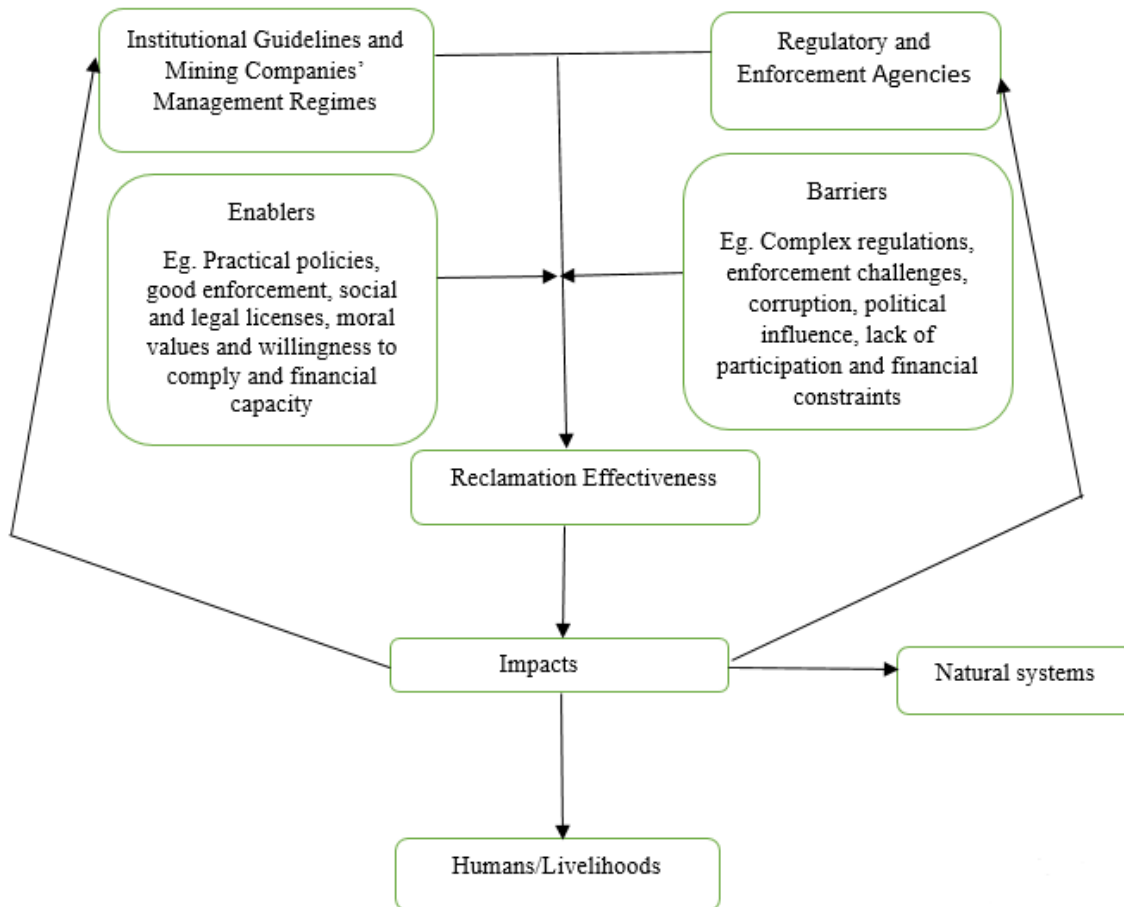 Institutional Guidelines and
Mining Companies’
Management Regimes
Regulatory and
Enforcement Agencies
Enablers
Eg. Practical policies,
good enforcement, social
and legal licenses, moral
values and willingness to
comply and financial
capacity
Barriers
Eg. Complex regulations,
enforcement challenges,
corruption, political
influence, lack of
participation and financial
constraints
Reclamation Effectiveness
Impacts
Natural systems
Humans/Livelihoods